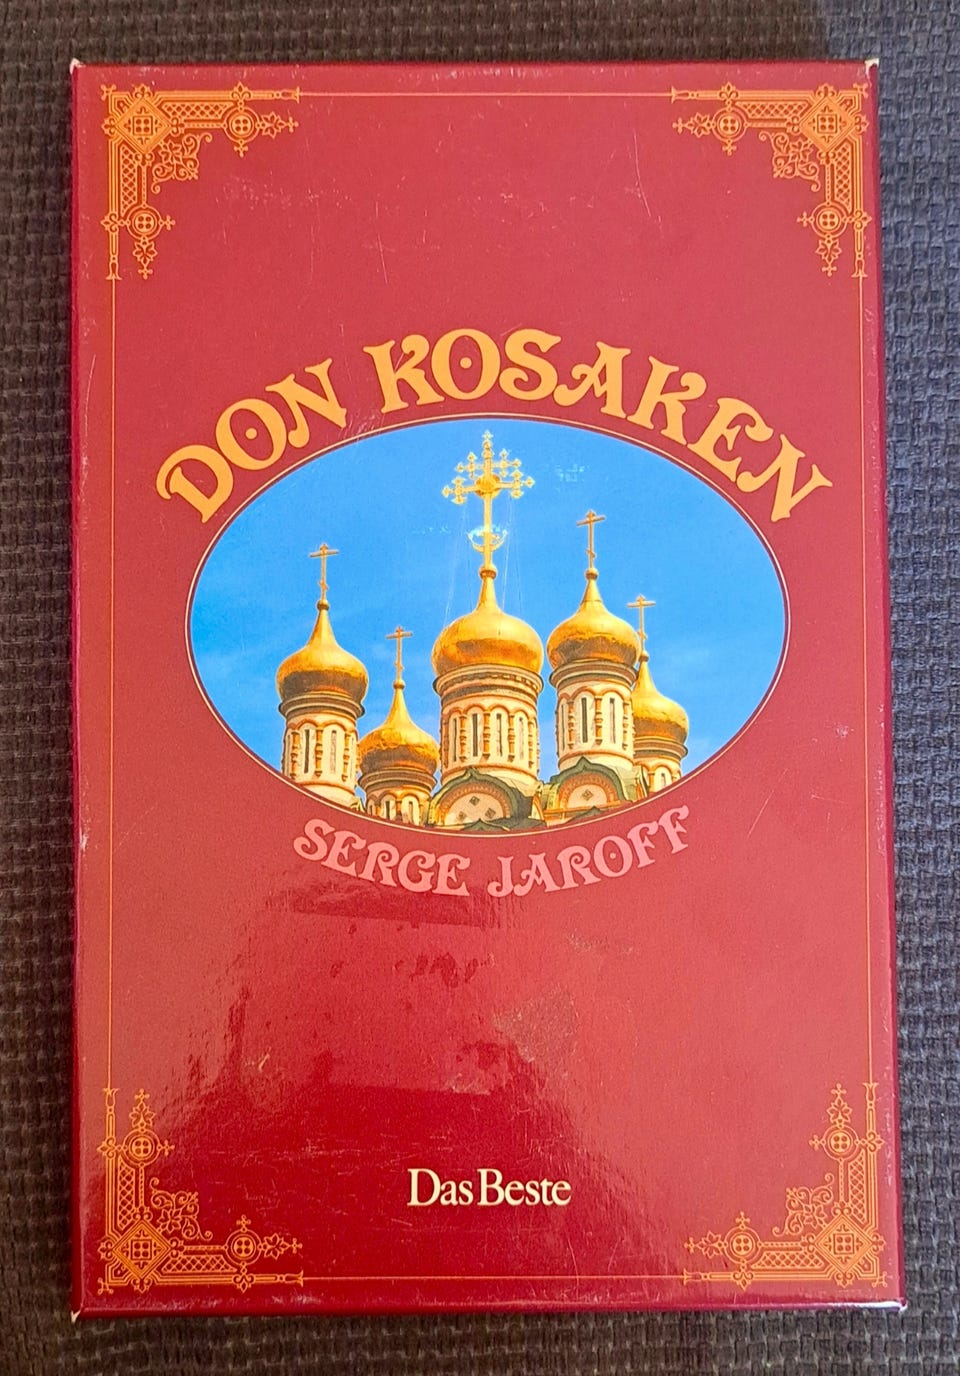 DON KOSAKEN
SERGE JAROFF
Das Beste